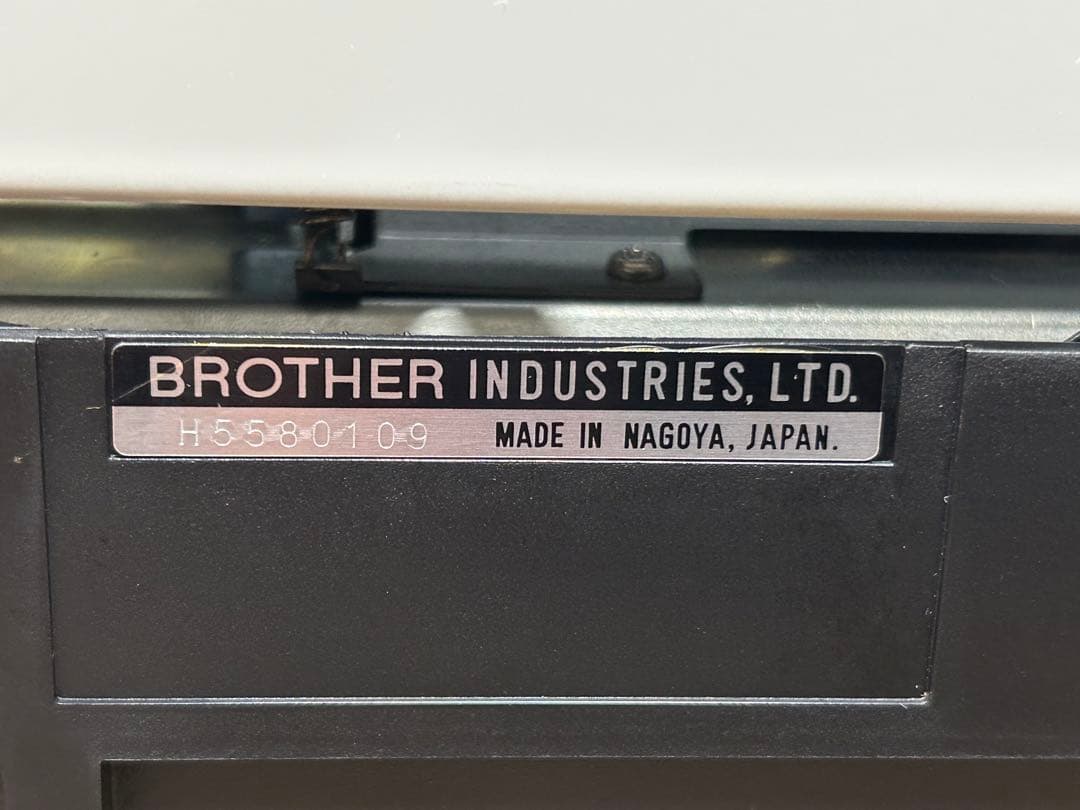 BROTHER INDUSTRIES, LTD.
H5580109 MADE IN NAGOYA, JAPAN.